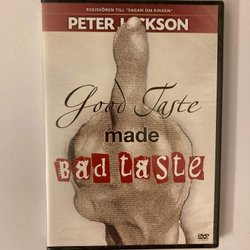 REGISSÖREN TILL "SAGAN OM RINGEN"
PETER JACKSON
Good Taste
made
Bad Taste
DVD